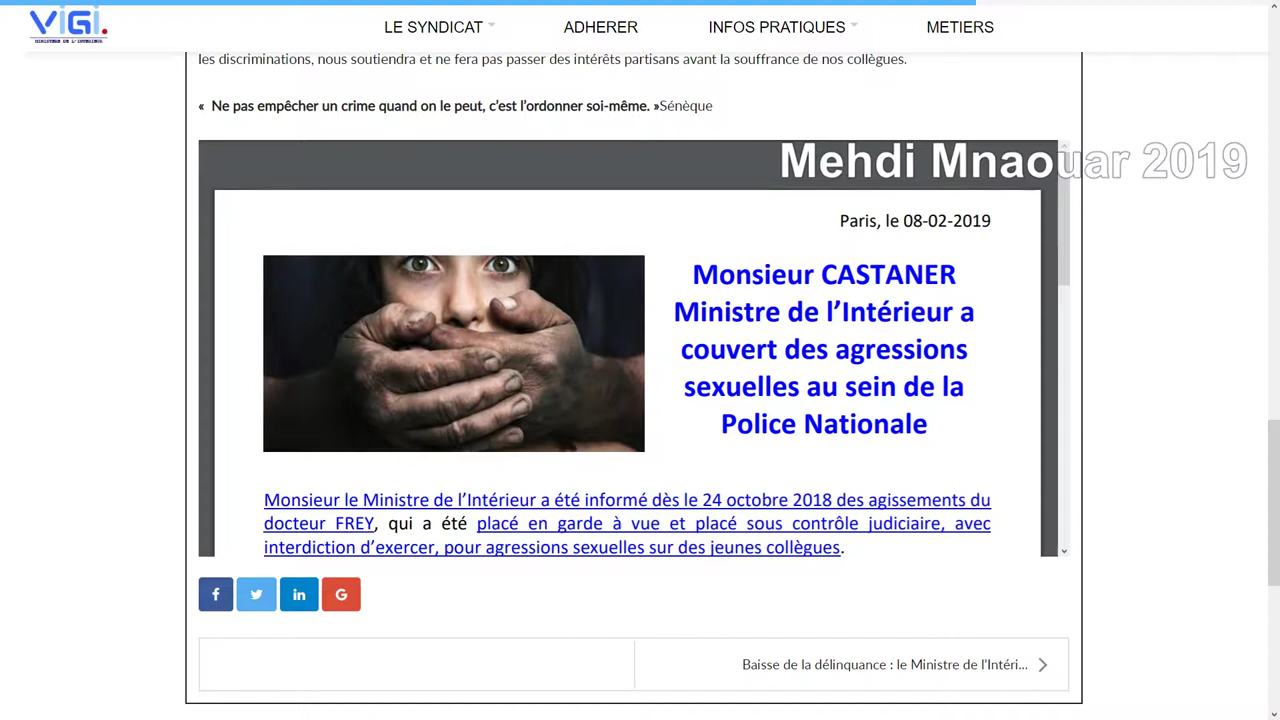 ViGi.
MINISTERE DE L'INTERIEUR
LE SYNDICAT
ADHERER
INFOS PRATIQUES
METIERS
les discriminations, nous soutiendra et ne fera pas passer des intérêts partisans avant la souffrance de nos collègues.
« Ne pas empêcher un crime quand on le peut, c’est l’ordonner soi-même. »Sénèque
Mehdi Mnaouar 2019
Paris, le 08-02-2019
Monsieur CASTANER
Ministre de l’Intérieur a
couvert des agressions
sexuelles au sein de la
Police Nationale
Monsieur le Ministre de l’Intérieur a été informé dès le 24 octobre 2018 des agissements du
docteur FREY, qui a été placé en garde à vue et placé sous contrôle judiciaire, avec
interdiction d’exercer, pour agressions sexuelles sur des jeunes collègues.
Baisse de la délinquance : le Ministre de l’Intéri...